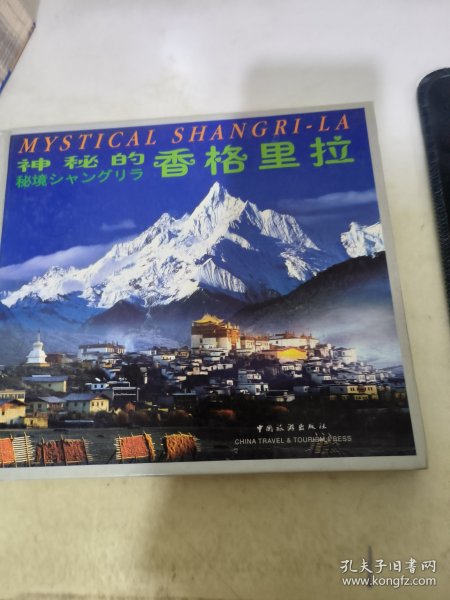 MYSTICAL SHANGRI-LA
神秘的香格里拉
秘境シャングリラ
中国旅游出版社
CHINA TRAVEL & TOURISM PRESS
孔夫子旧书网
www.kongfz.com